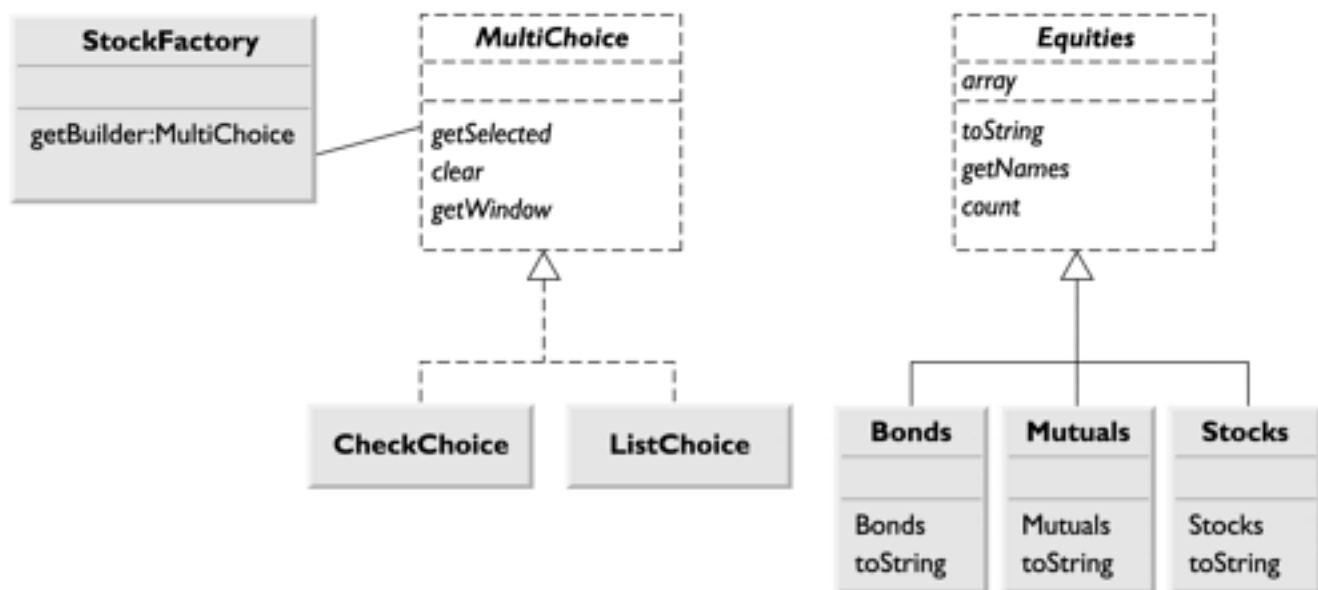 StockFactory
getBuilder:MultiChoice
MultiChoice
getSelected
clear
getWindow
Equities
array
toString
getNames
count
CheckChoice
ListChoice
Bonds
Bonds
toString
Mutuals
Mutuals
toString
Stocks
Stocks
toString